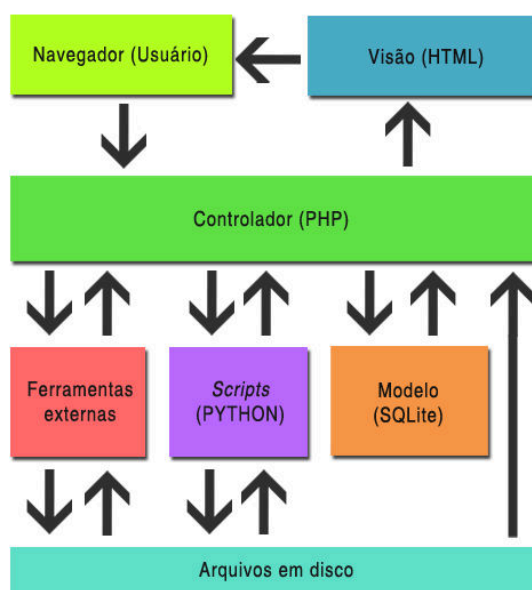 Navegador (Usuário)
Visão (HTML)
Controlador (PHP)
Ferramentas
externas
Scripts
(PYTHON)
Modelo
(SQLite)
Arquivos em disco